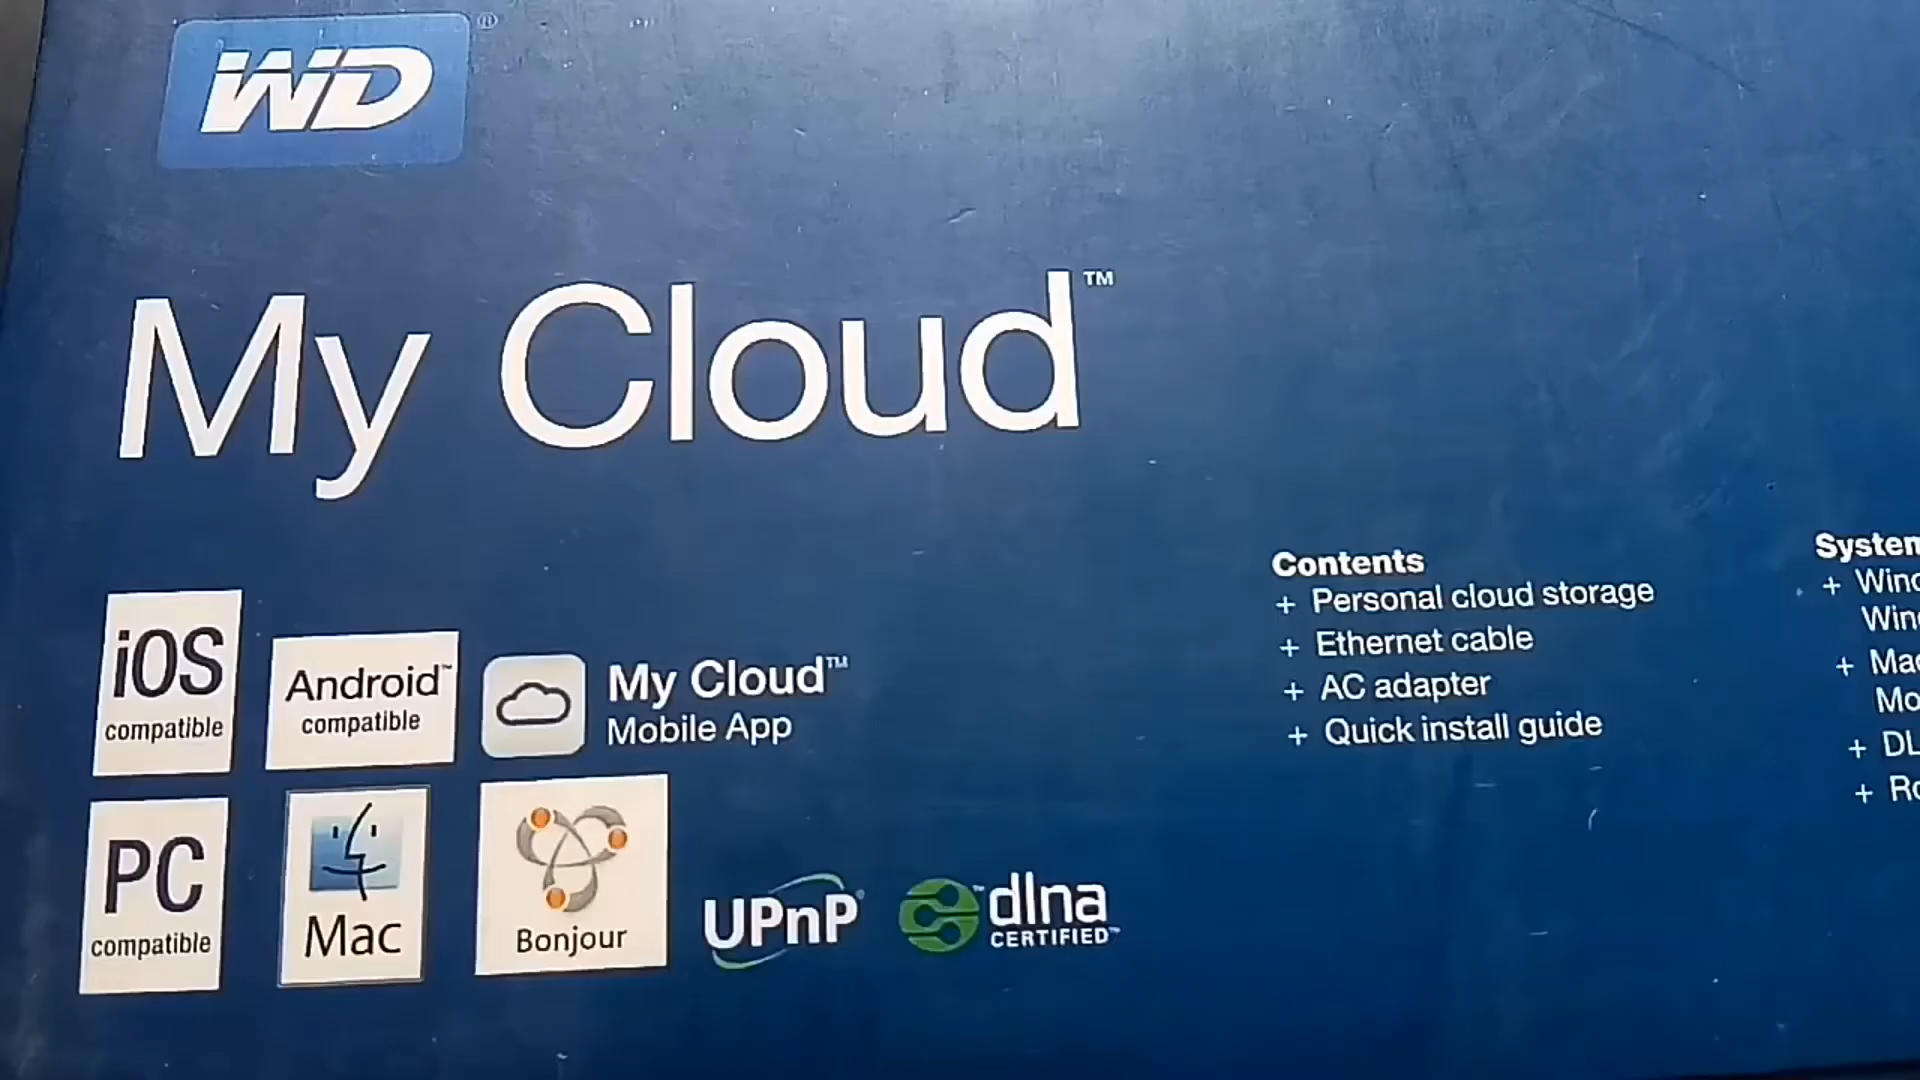 WD®
My Cloud™
iOS
compatible
Android™
compatible
My Cloud™
Mobile App
PC
compatible
Mac
Bonjour
UPnP®
dlna
CERTIFIED™
Contents
+ Personal cloud storage
+ Ethernet cable
+ AC adapter
+ Quick install guide
+
+
+ DL
+